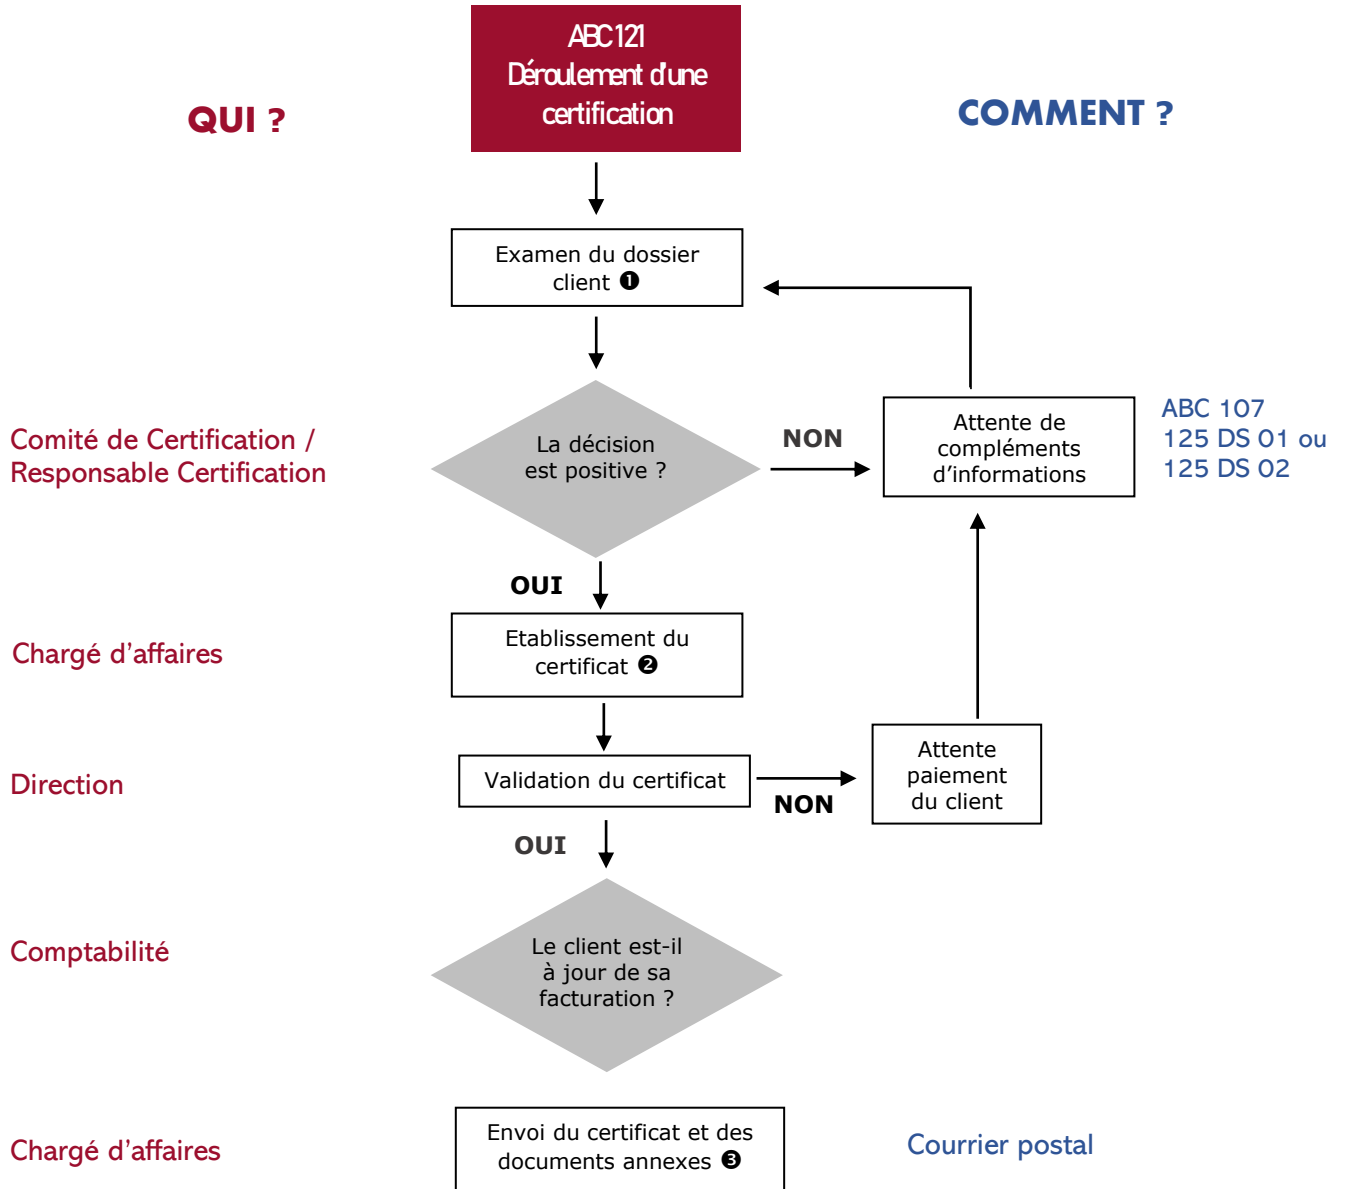 ABC 121
Déroulement d'une
certification
QUI ?
COMMENT ?
Examen du dossier
client ❶
Comité de Certification /
Responsable Certification
La décision
est positive ?
NON
Attente de
compléments
d’informations
ABC 107
125 DS 01 ou
125 DS 02
OUI
Chargé d’affaires
Etablissement du
certificat ❷
Direction
Validation du certificat
NON
Attente
paiement
du client
OUI
Comptabilité
Le client est-il
à jour de sa
facturation ?
Chargé d’affaires
Envoi du certificat et des
documents annexes ❸
Courrier postal